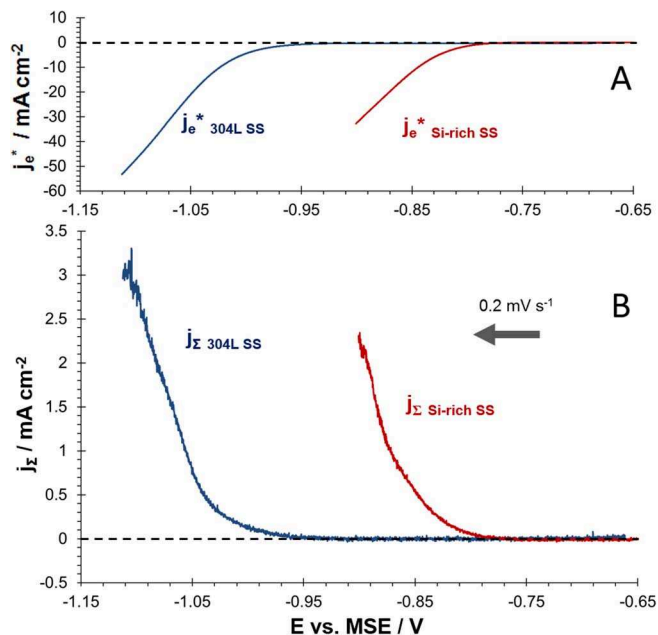 0
-10
-20
-30
-40
-50
-60
j_e* / mA cm⁻²
A
j_e* 304L SS
j_e* Si-rich SS
-1.15 -1.05 -0.95 -0.85 -0.75 -0.65
3.5
3
2.5
2
1.5
1
0.5
0
-0.5
j_Σ / mA cm⁻²
B
0.2 mV s⁻¹
j_Σ 304L SS
j_Σ Si-rich SS
-1.15 -1.05 -0.95 -0.85 -0.75 -0.65
E vs. MSE / V